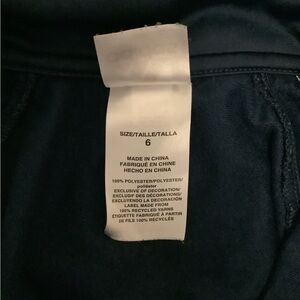 SIZE/TAILLE/TALLA
6
MADE IN CHINA
FABRIQUÉ EN CHINE
HECHO EN CHINA
100% POLYESTER/POLYESTER/
poliéster
EXCLUSIVE OF DECORATION/
EXCLUSIF DES DÉCORATIONS/
EXCLUYENDO LA DECORACIÓN
LABEL MADE FROM
100% RECYCLED YARNS
ÉTIQUETTE FABRIQUÉ À PARTIR
DE FILS 100% RECYCLÉS